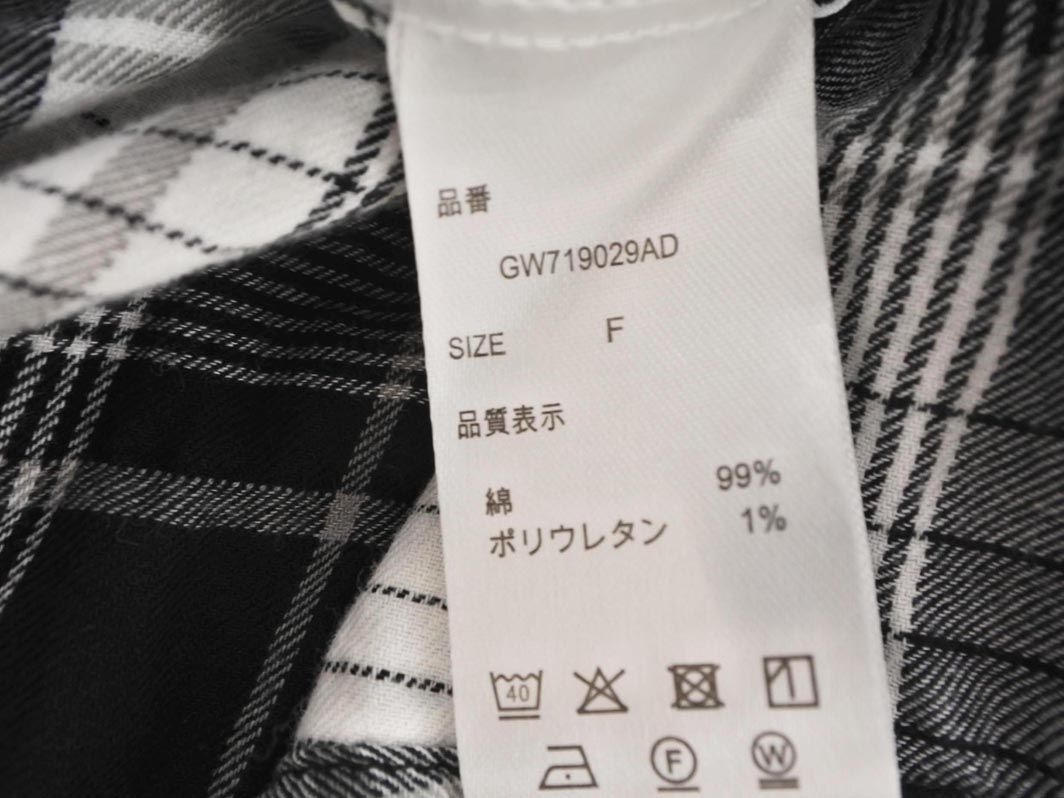 品番
GW719029AD
SIZE F
品質表示
綿 99%
ポリウレタン 1%
40
F W